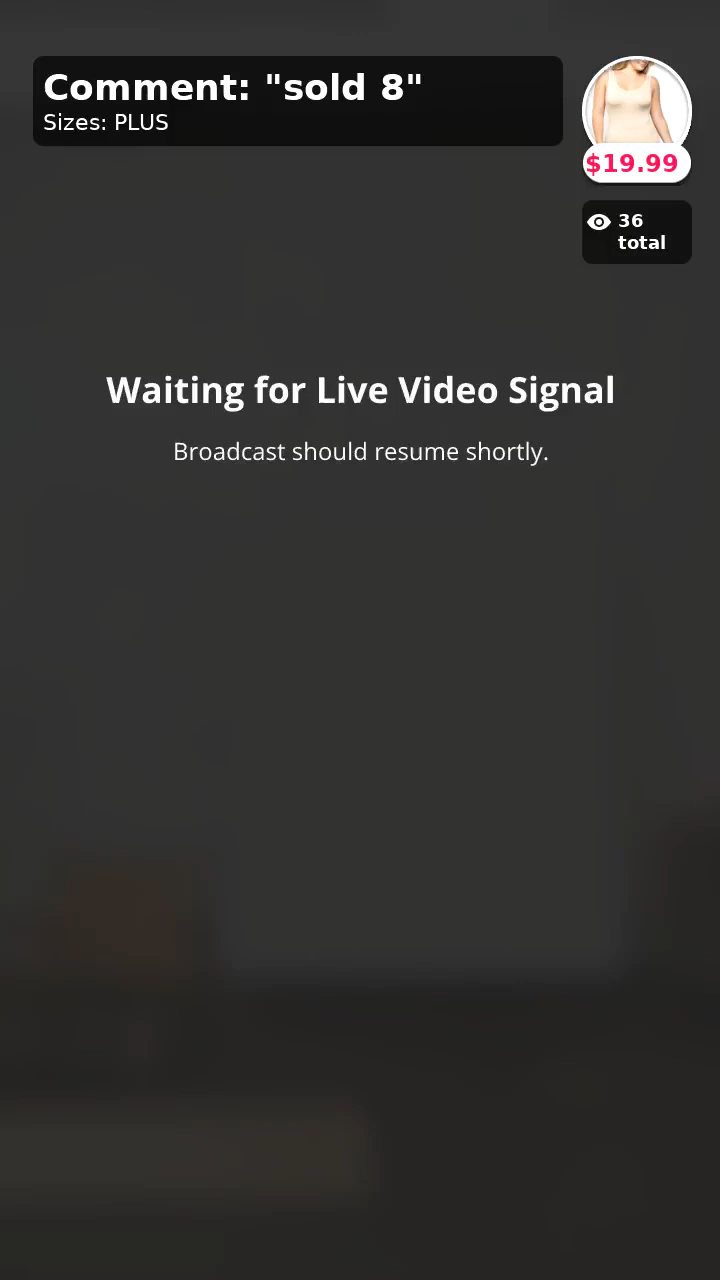 Comment: "sold 8"
Sizes: PLUS
$19.99
36
total
Waiting for Live Video Signal
Broadcast should resume shortly.